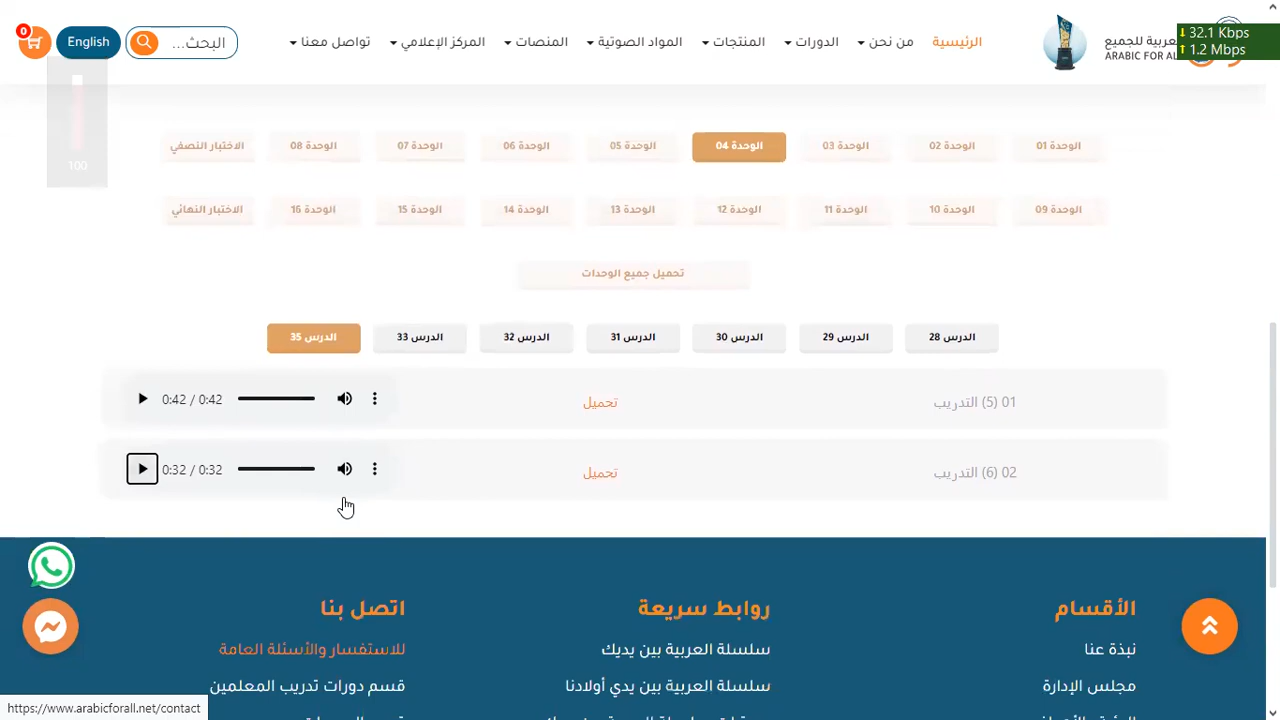 العربية للجميع
ARABIC FOR AL
الرئيسية
من نحن
الدورات
المنتجات
المواد الصوتية
المنصات
المركز الإعلامي
تواصل معنا
البحث...
English
0
32.1 Kbps
1.2 Mbps
100
الوحدة 01
الوحدة 02
الوحدة 03
الوحدة 04
الوحدة 05
الوحدة 06
الوحدة 07
الوحدة 08
الاختبار النصفي
الوحدة 09
الوحدة 10
الوحدة 11
الوحدة 12
الوحدة 13
الوحدة 14
الوحدة 15
الوحدة 16
الاختبار النهائي
تحميل جميع الوحدات
الدرس 28
الدرس 29
الدرس 30
الدرس 31
الدرس 32
الدرس 33
الدرس 35
01 (5) التدريب
تحميل
0:42 / 0:42
02 (6) التدريب
تحميل
0:32 / 0:32
الأقسام
روابط سريعة
اتصل بنا
نبذة عنا
سلسلة العربية بين يديك
للاستفسار والأسئلة العامة
مجلس الإدارة
سلسلة العربية بين يدي أولادنا
قسم دورات تدريب المعلمين
https://www.arabicforall.net/contact